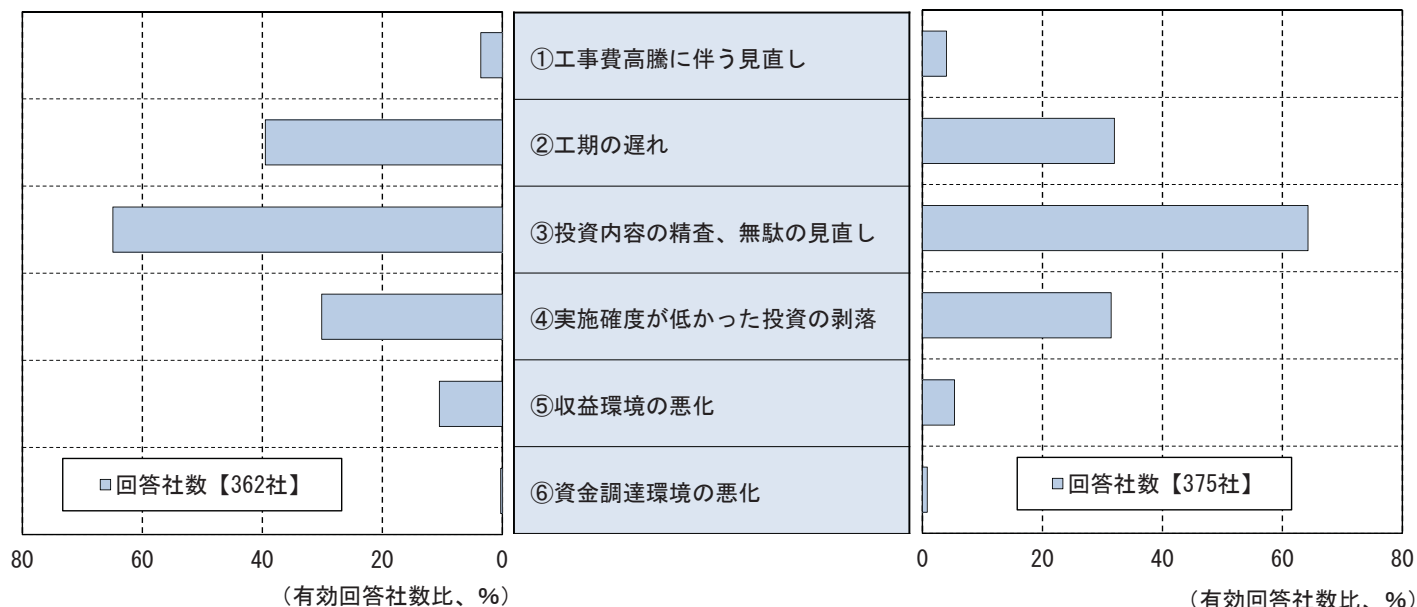 ①工事費高騰に伴う見直し
②工期の遅れ
③投資内容の精査、無駄の見直し
④実施確度が低かった投資の剥落
⑤収益環境の悪化
⑥資金調達環境の悪化
回答社数【362社】
80 60 40 20 0
（有効回答社数比、%）
回答社数【375社】
0 20 40 60 80
（有効回答社数比、%）